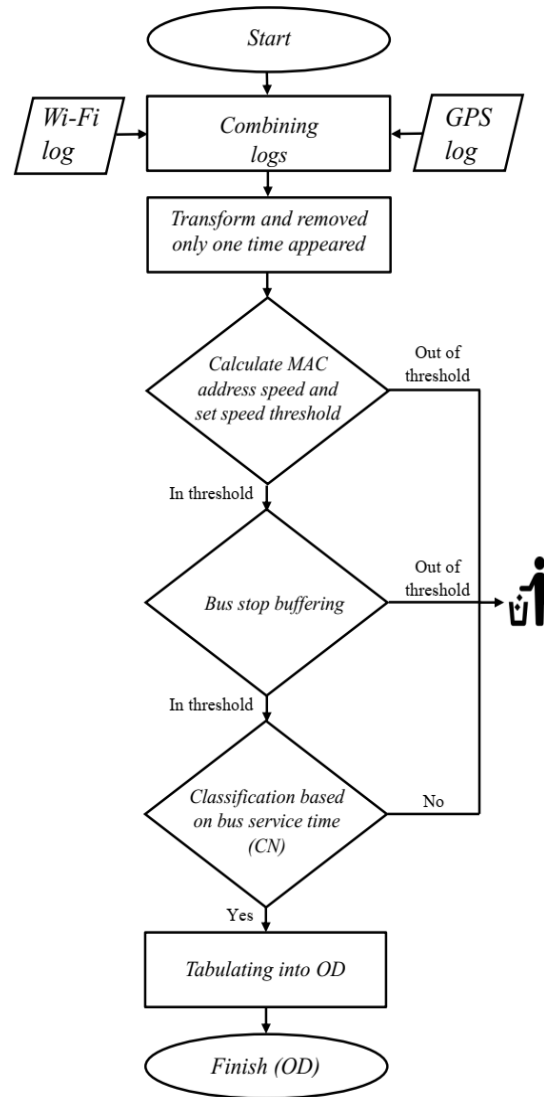 Start
Wi-Fi
log
Combining
logs
GPS
log
Transform and removed
only one time appeared
Calculate MAC
address speed and
set speed threshold
Out of
threshold
In threshold
Bus stop buffering
Out of
threshold
In threshold
Classification based
on bus service time
(CN)
No
Yes
Tabulating into OD
Finish (OD)